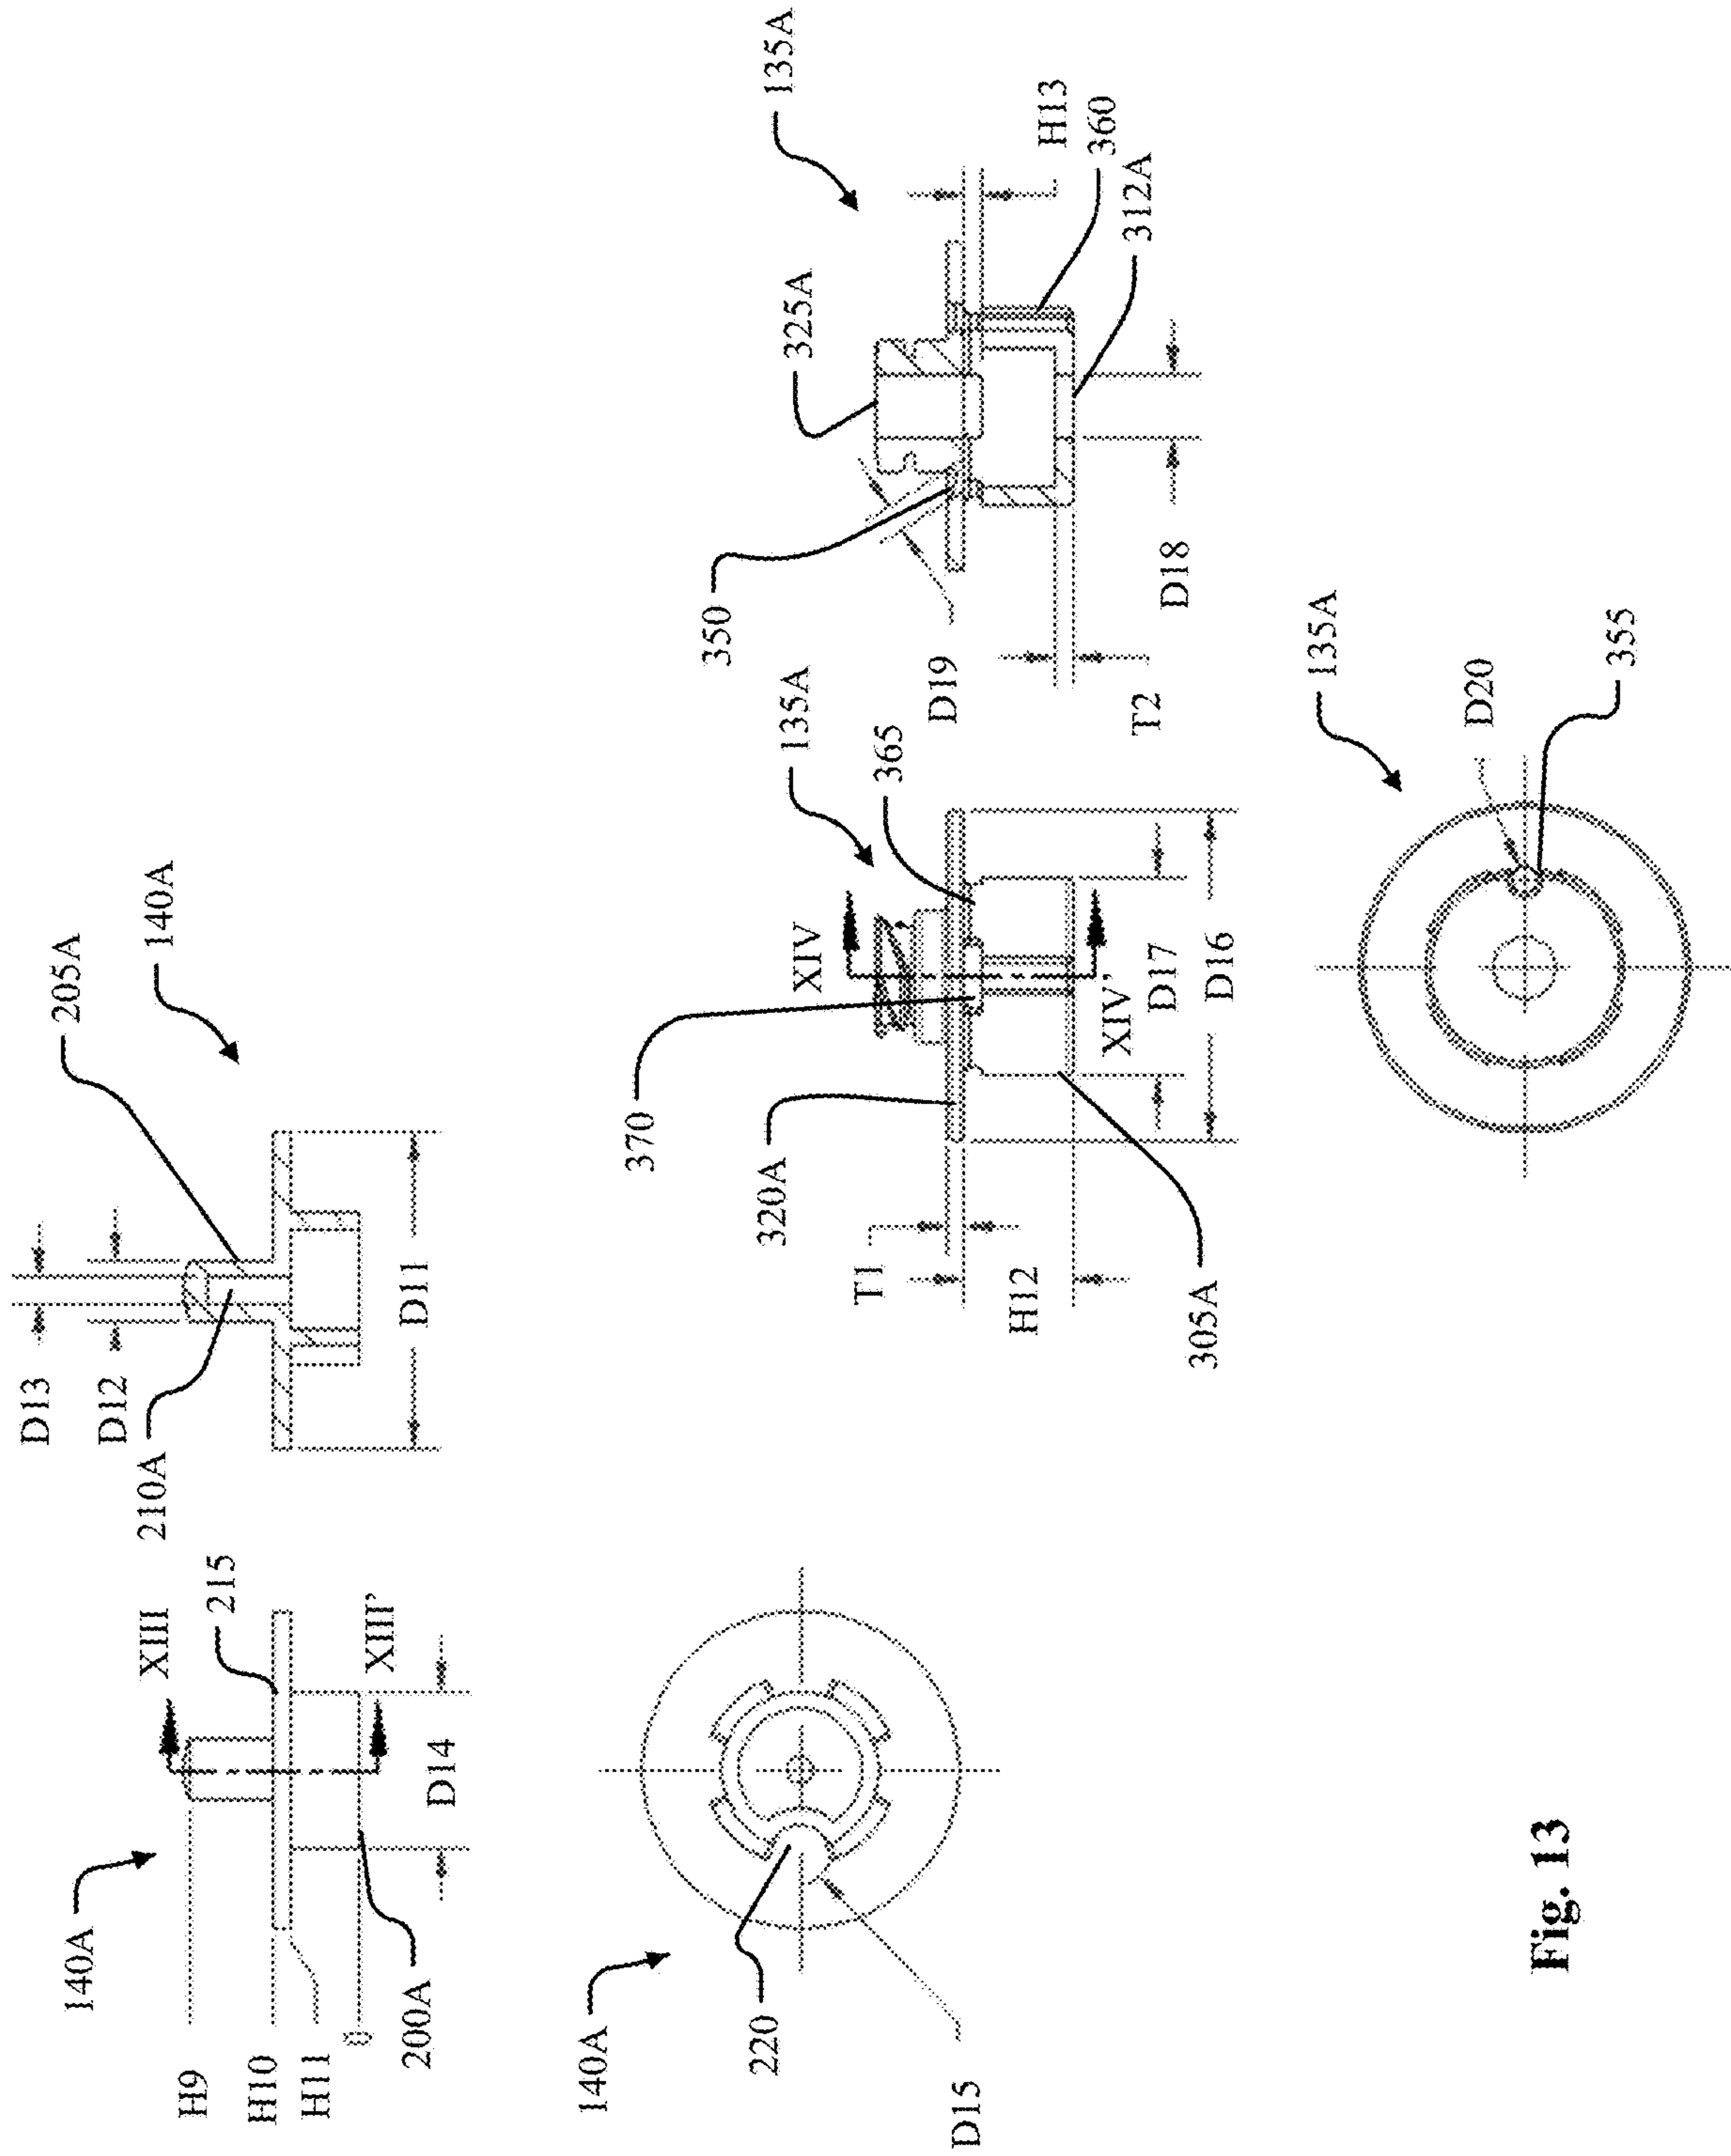 140A
H9
H10
H11
0
200A
XIII
XIII'
215
D14
D13
D12
210A
205A
140A
D11
140A
220
D15
370
320A
T1
H12
305A
XIV
XIV'
135A
365
D17
D16
350
D19
T2
325A
135A
H13
360
312A
D18
135A
D20
355
Fig. 13